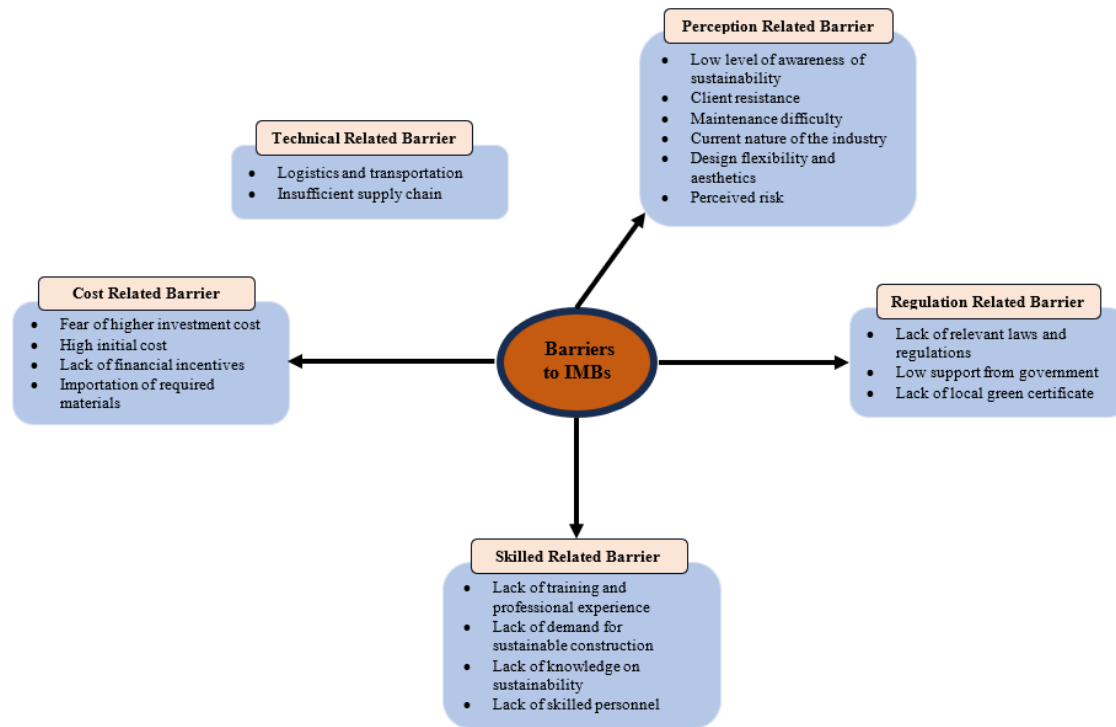 Perception Related Barrier
• Low level of awareness of
sustainability
• Client resistance
• Maintenance difficulty
• Current nature of the industry
• Design flexibility and
aesthetics
• Perceived risk
Technical Related Barrier
• Logistics and transportation
• Insufficient supply chain
Cost Related Barrier
• Fear of higher investment cost
• High initial cost
• Lack of financial incentives
• Importation of required
materials
Barriers
to IMBs
Regulation Related Barrier
• Lack of relevant laws and
regulations
• Low support from government
• Lack of local green certificate
Skilled Related Barrier
• Lack of training and
professional experience
• Lack of demand for
sustainable construction
• Lack of knowledge on
sustainability
• Lack of skilled personnel